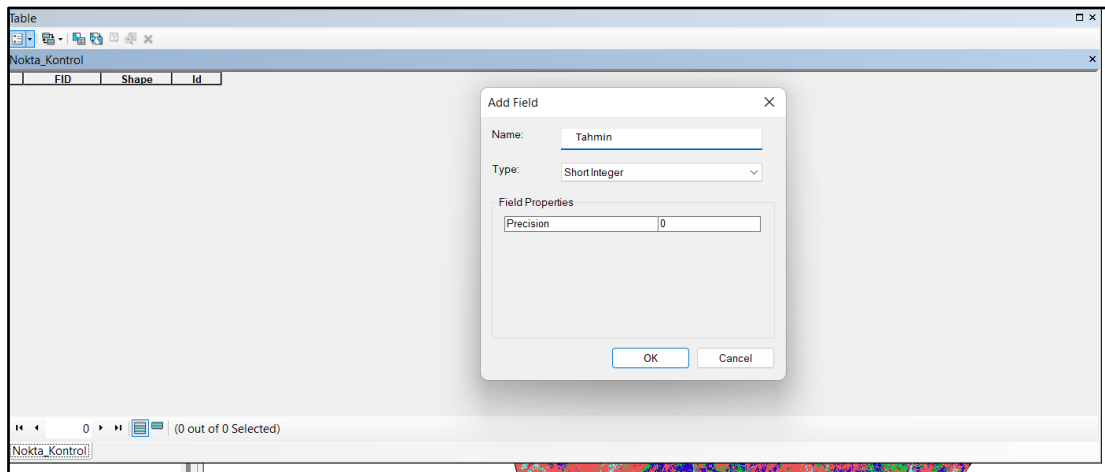 Table
Nokta_Kontrol
FID Shape Id
Add Field
Name: Tahmin
Type: Short Integer
Field Properties
Precision 0
OK Cancel
0 (0 out of 0 Selected)
Nokta_Kontrol